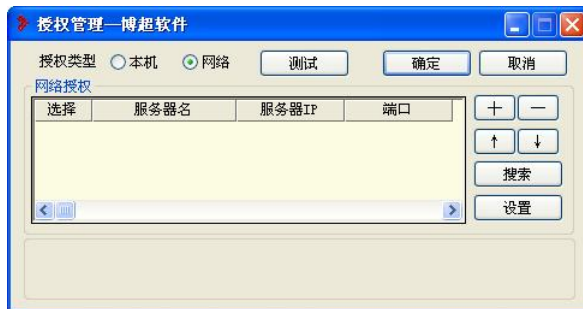 授权管理—博超软件
授权类型 本机 网络 测试 确定 取消
网络授权
选择 服务器名 服务器IP 端口
+ −
↑ ↓
搜索
设置